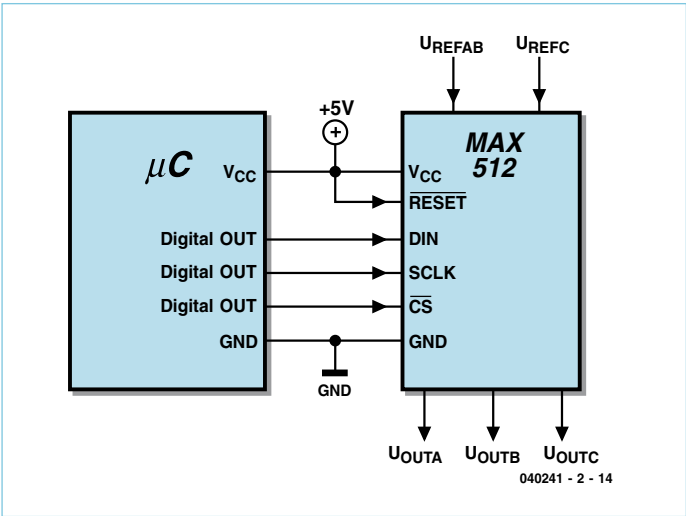 UREFAB UREFC
+5V
µC
MAX
512
VCC
VCC
RESET
Digital OUT
DIN
Digital OUT
SCLK
Digital OUT
CS
GND
GND
GND
UOUTA UOUTB UOUTC
040241 - 2 - 14